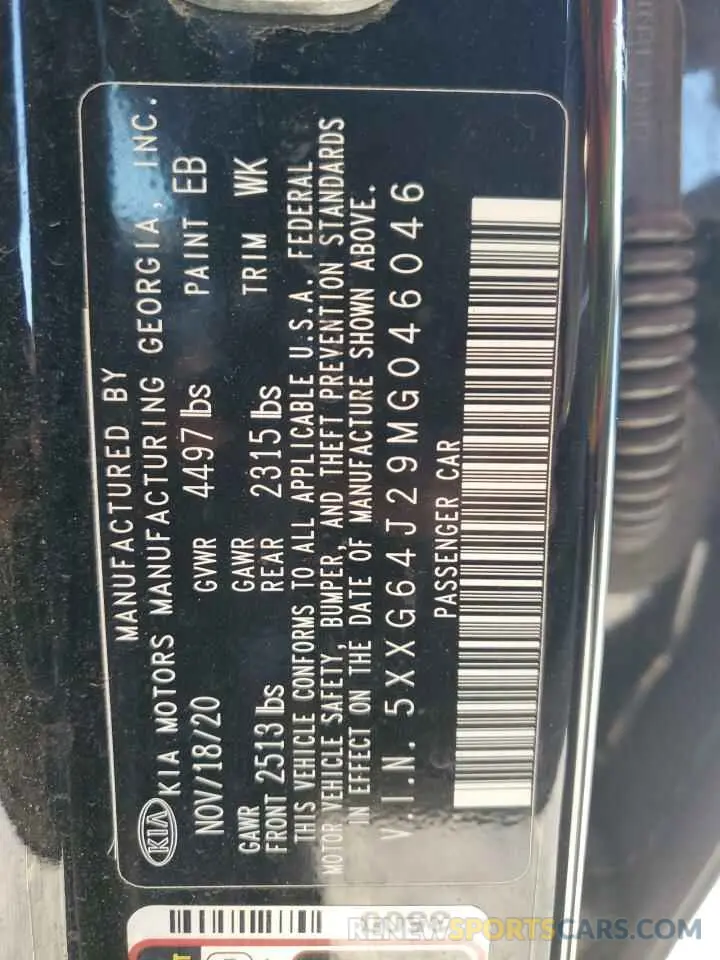 MANUFACTURED BY
KIA KIA MOTORS MANUFACTURING GEORGIA, INC.
NOV/18/20 GVWR 4497 lbs PAINT EB
GAWR FRONT 2513 lbs GAWR REAR 2315 lbs TRIM WK
THIS VEHICLE CONFORMS TO ALL APPLICABLE U.S.A. FEDERAL
MOTOR VEHICLE SAFETY, BUMPER, AND THEFT PREVENTION STANDARDS
IN EFFECT ON THE DATE OF MANUFACTURE SHOWN ABOVE.
V.I.N. 5XXG64J29MG046046
PASSENGER CAR
RENEWSPORTSCARS.COM